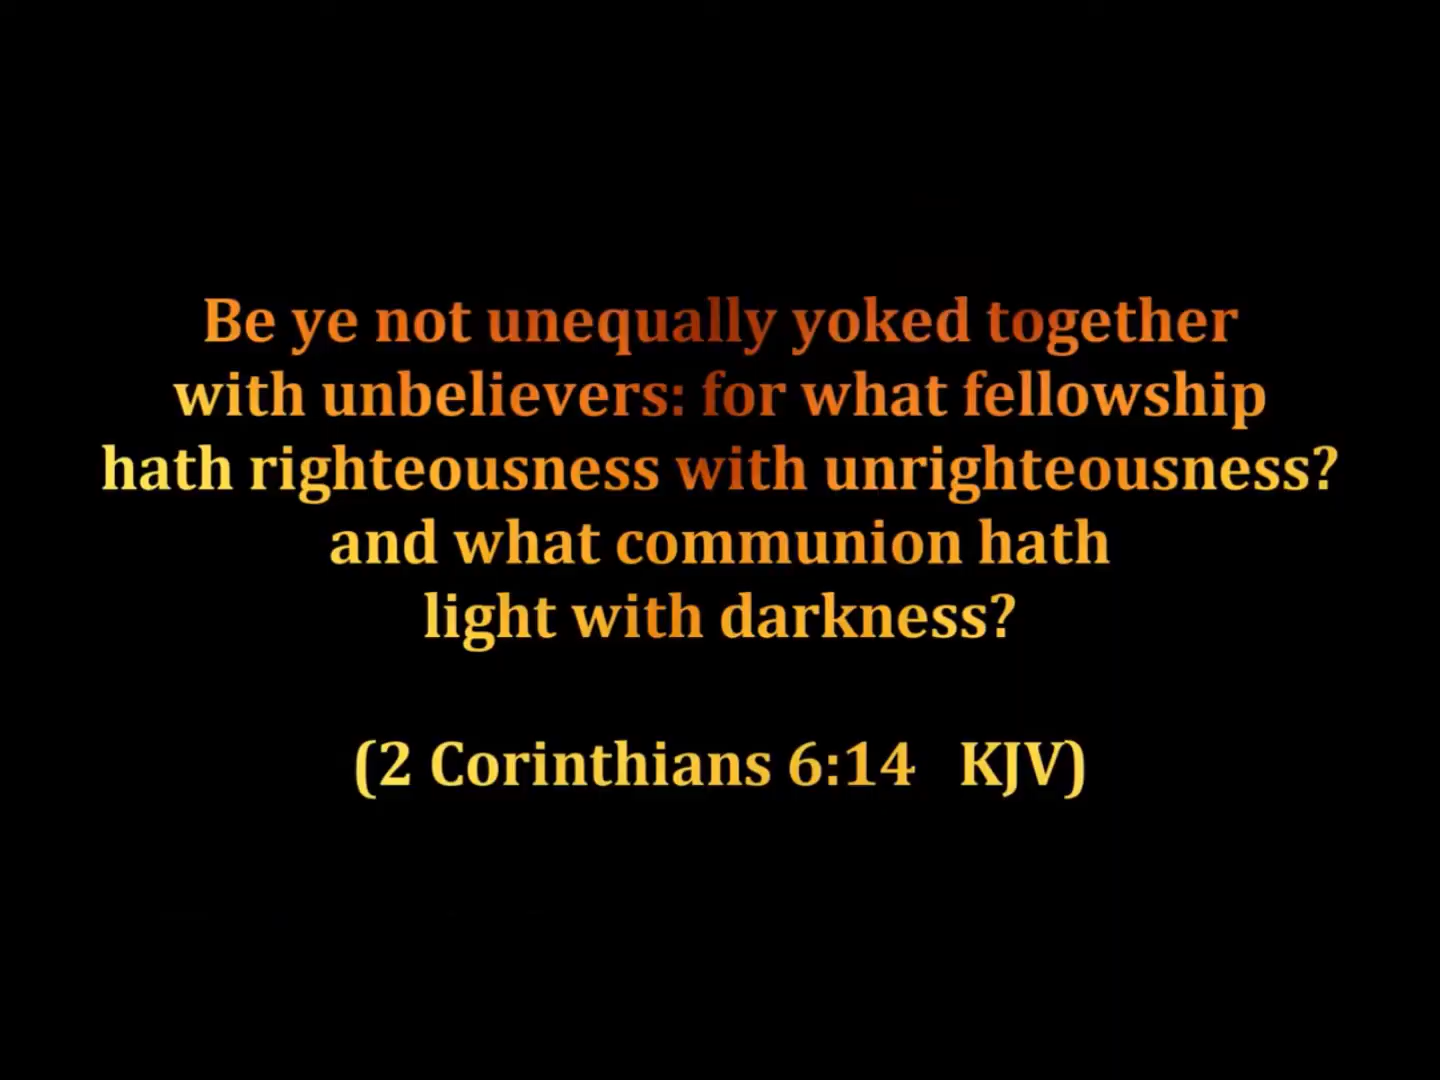 Be ye not unequally yoked together
with unbelievers: for what fellowship
hath righteousness with unrighteousness?
and what communion hath
light with darkness?
(2 Corinthians 6:14 KJV)